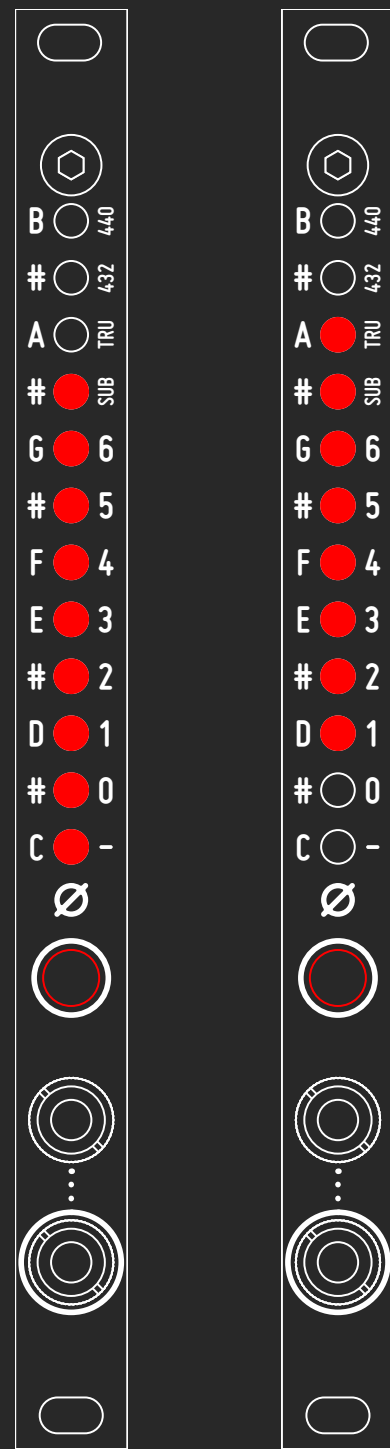 B 440
# 432
A TRU
# SUB
G 6
# 5
F 4
E 3
# 2
D 1
# 0
C -
Ø
B 440
# 432
A TRU
# SUB
G 6
# 5
F 4
E 3
# 2
D 1
# 0
C -
Ø